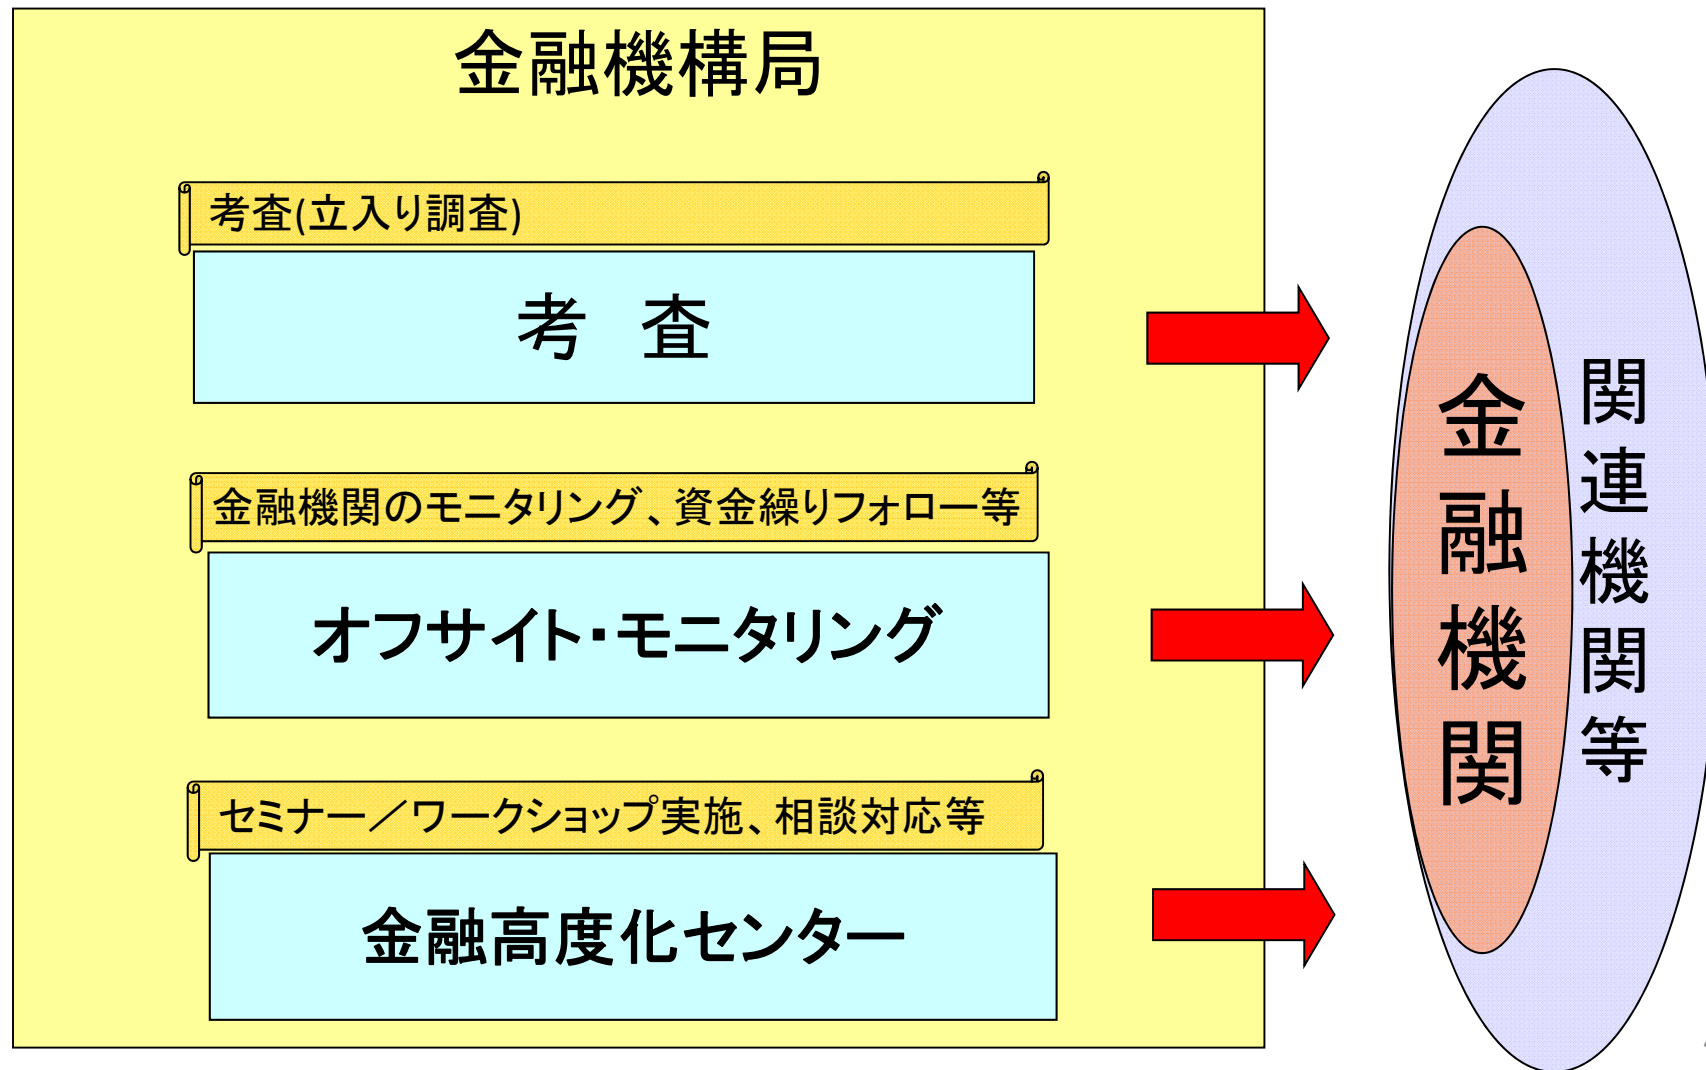 金融機構局
考査(立入り調査)
考　査
金融機関のモニタリング、資金繰りフォロー等
オフサイト・モニタリング
セミナー／ワークショップ実施、相談対応等
金融高度化センター
金融機関
関連機関等